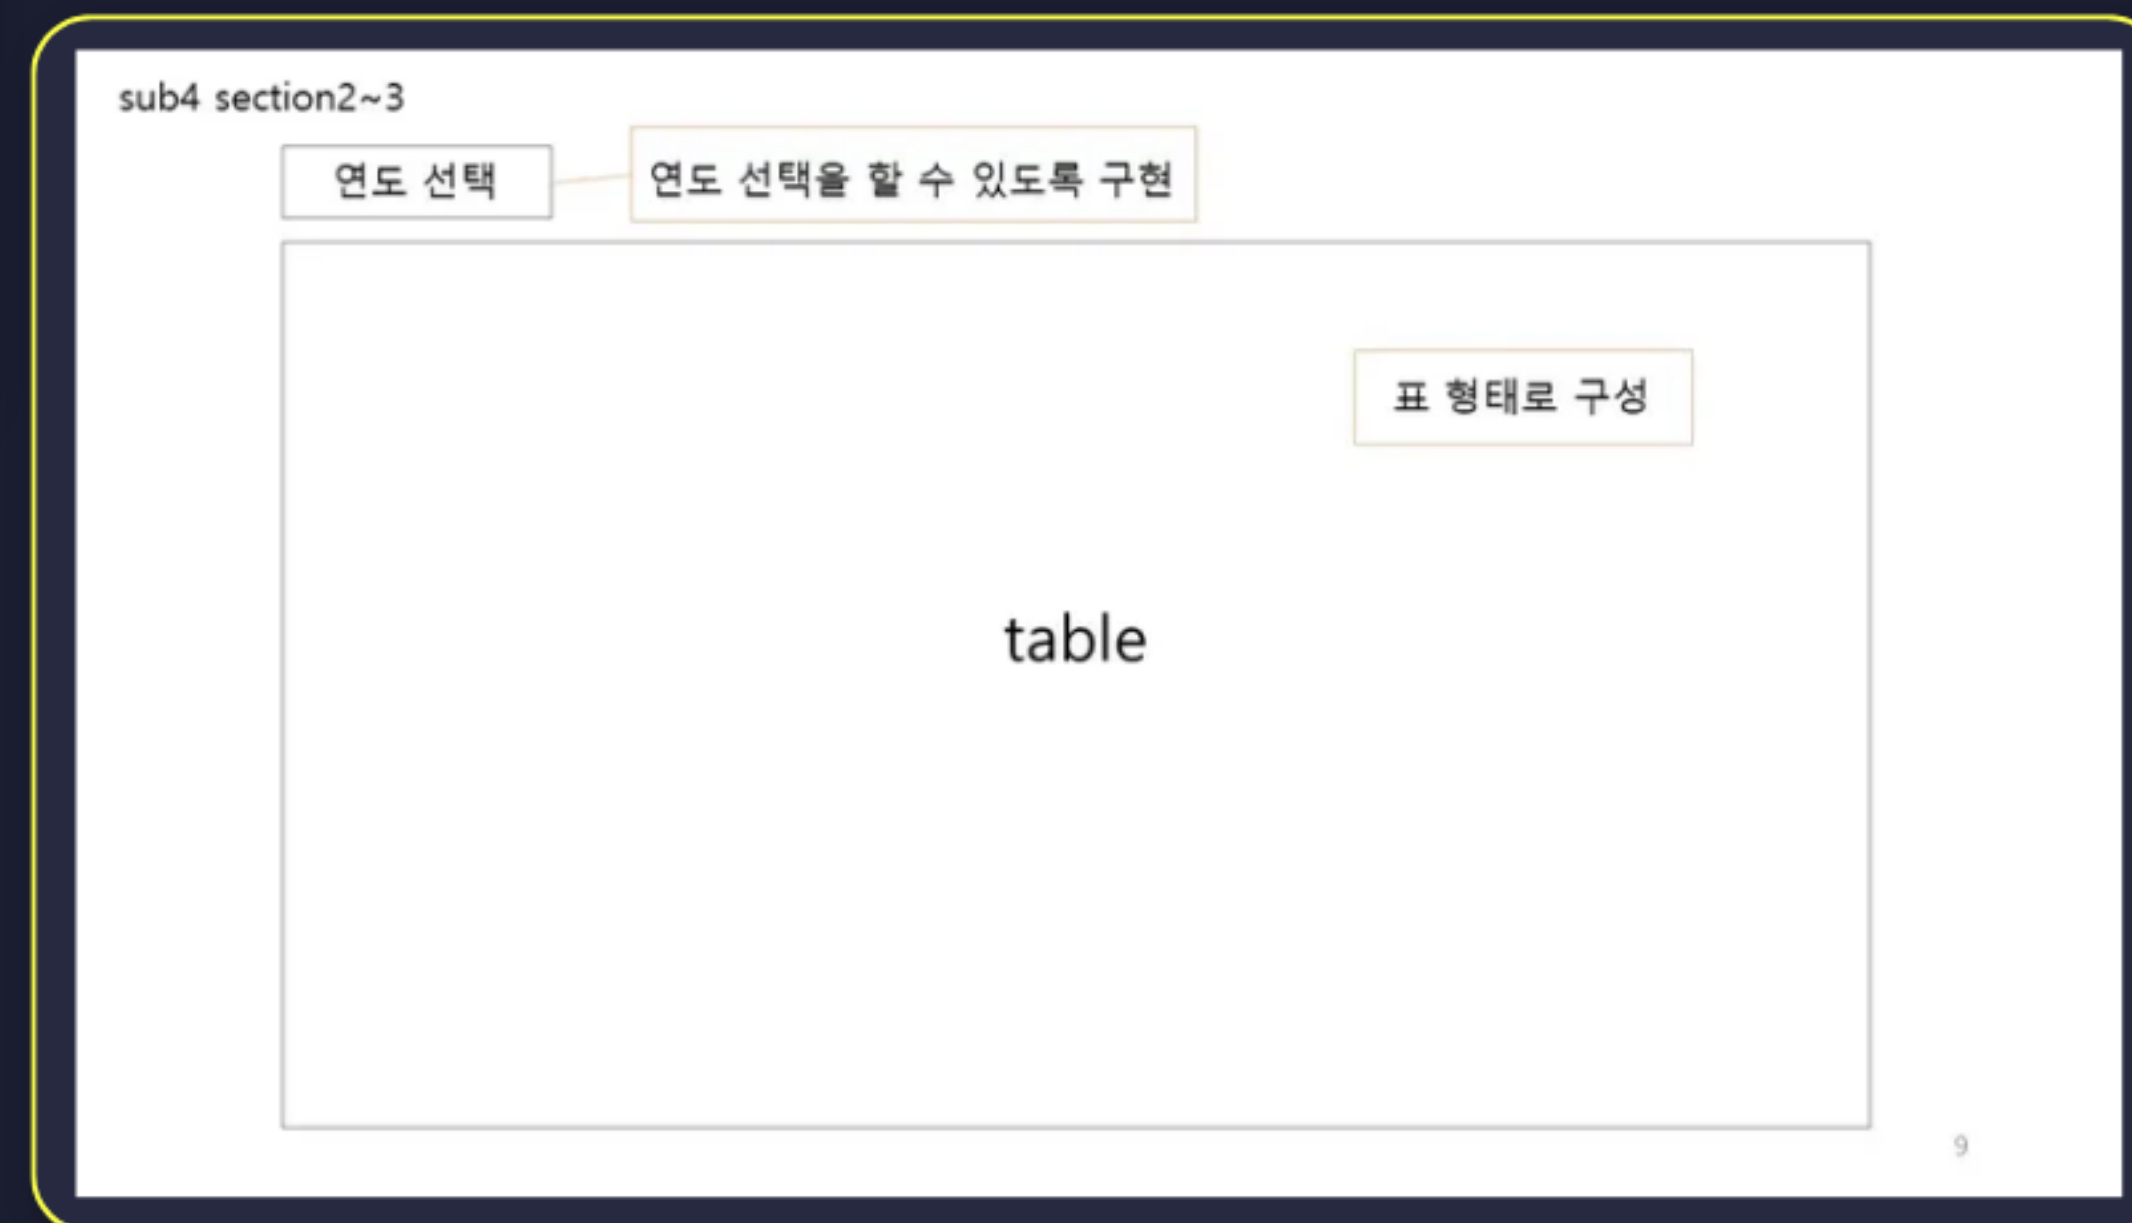 sub4 section2~3
연도 선택
연도 선택을 할 수 있도록 구현
표 형태로 구성
table
9